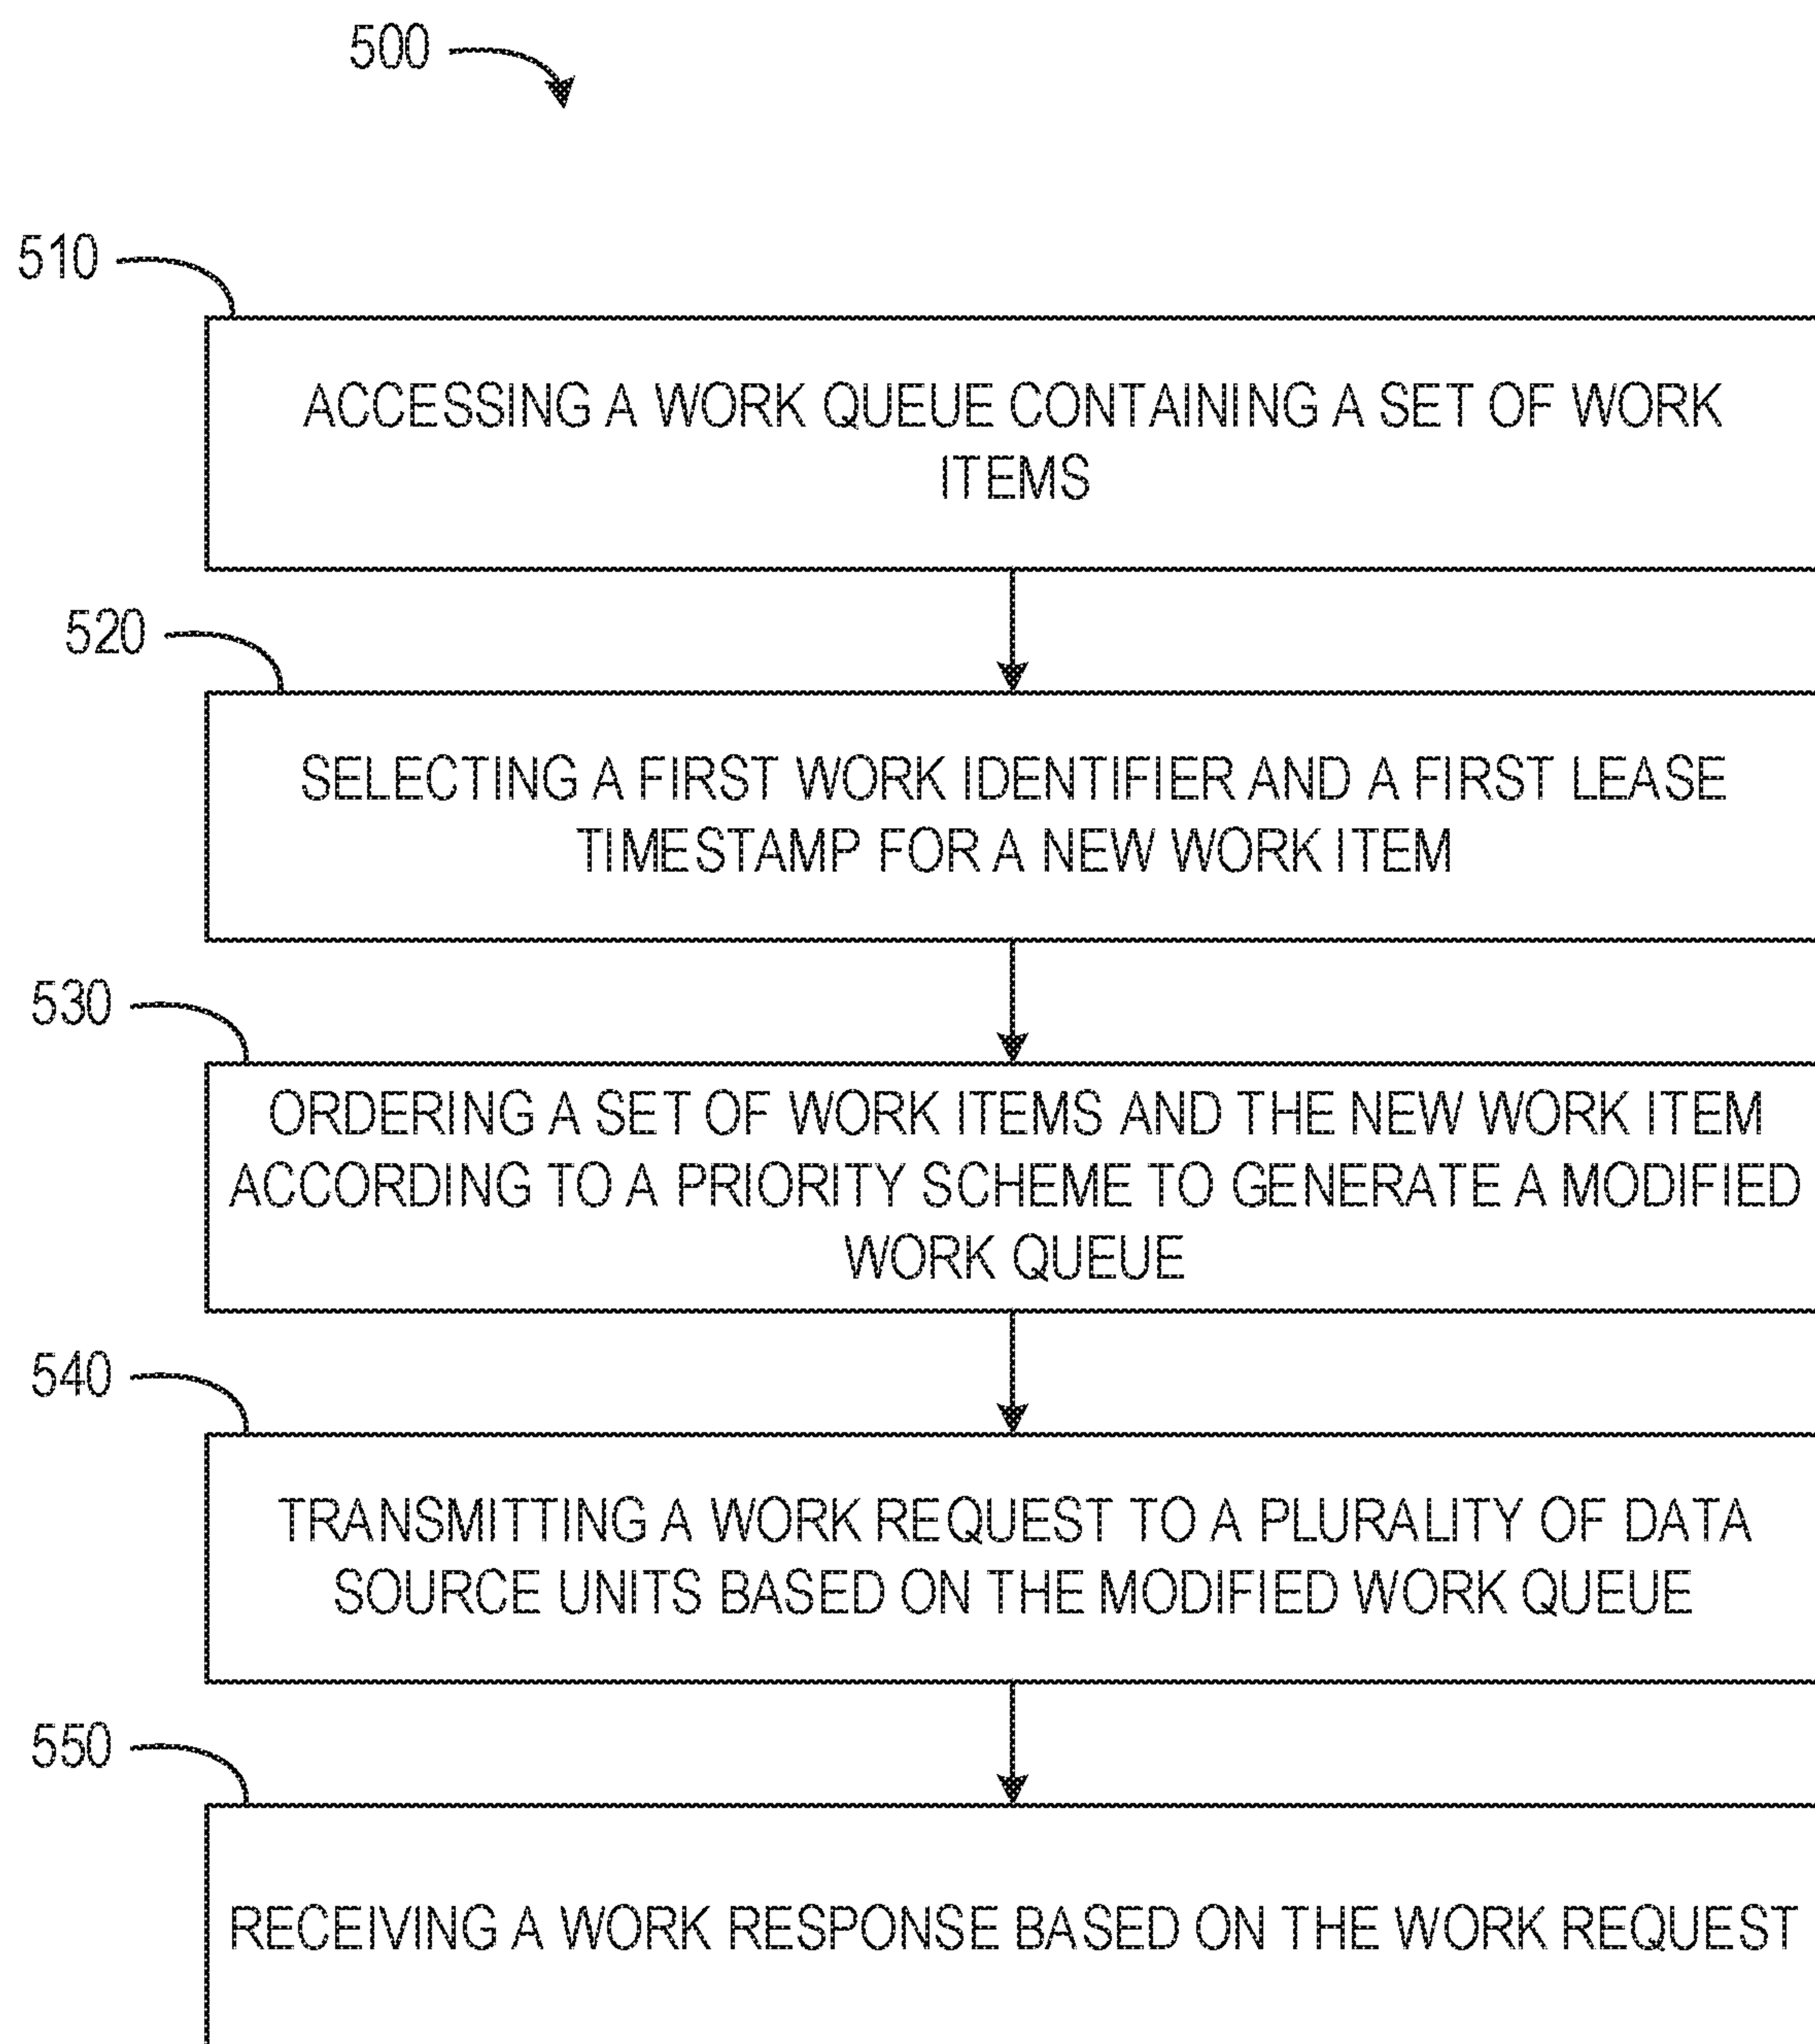 500
510
ACCESSING A WORK QUEUE CONTAINING A SET OF WORK
ITEMS
520
SELECTING A FIRST WORK IDENTIFIER AND A FIRST LEASE
TIMESTAMP FOR A NEW WORK ITEM
530
ORDERING A SET OF WORK ITEMS AND THE NEW WORK ITEM
ACCORDING TO A PRIORITY SCHEME TO GENERATE A MODIFIED
WORK QUEUE
540
TRANSMITTING A WORK REQUEST TO A PLURALITY OF DATA
SOURCE UNITS BASED ON THE MODIFIED WORK QUEUE
550
RECEIVING A WORK RESPONSE BASED ON THE WORK REQUEST